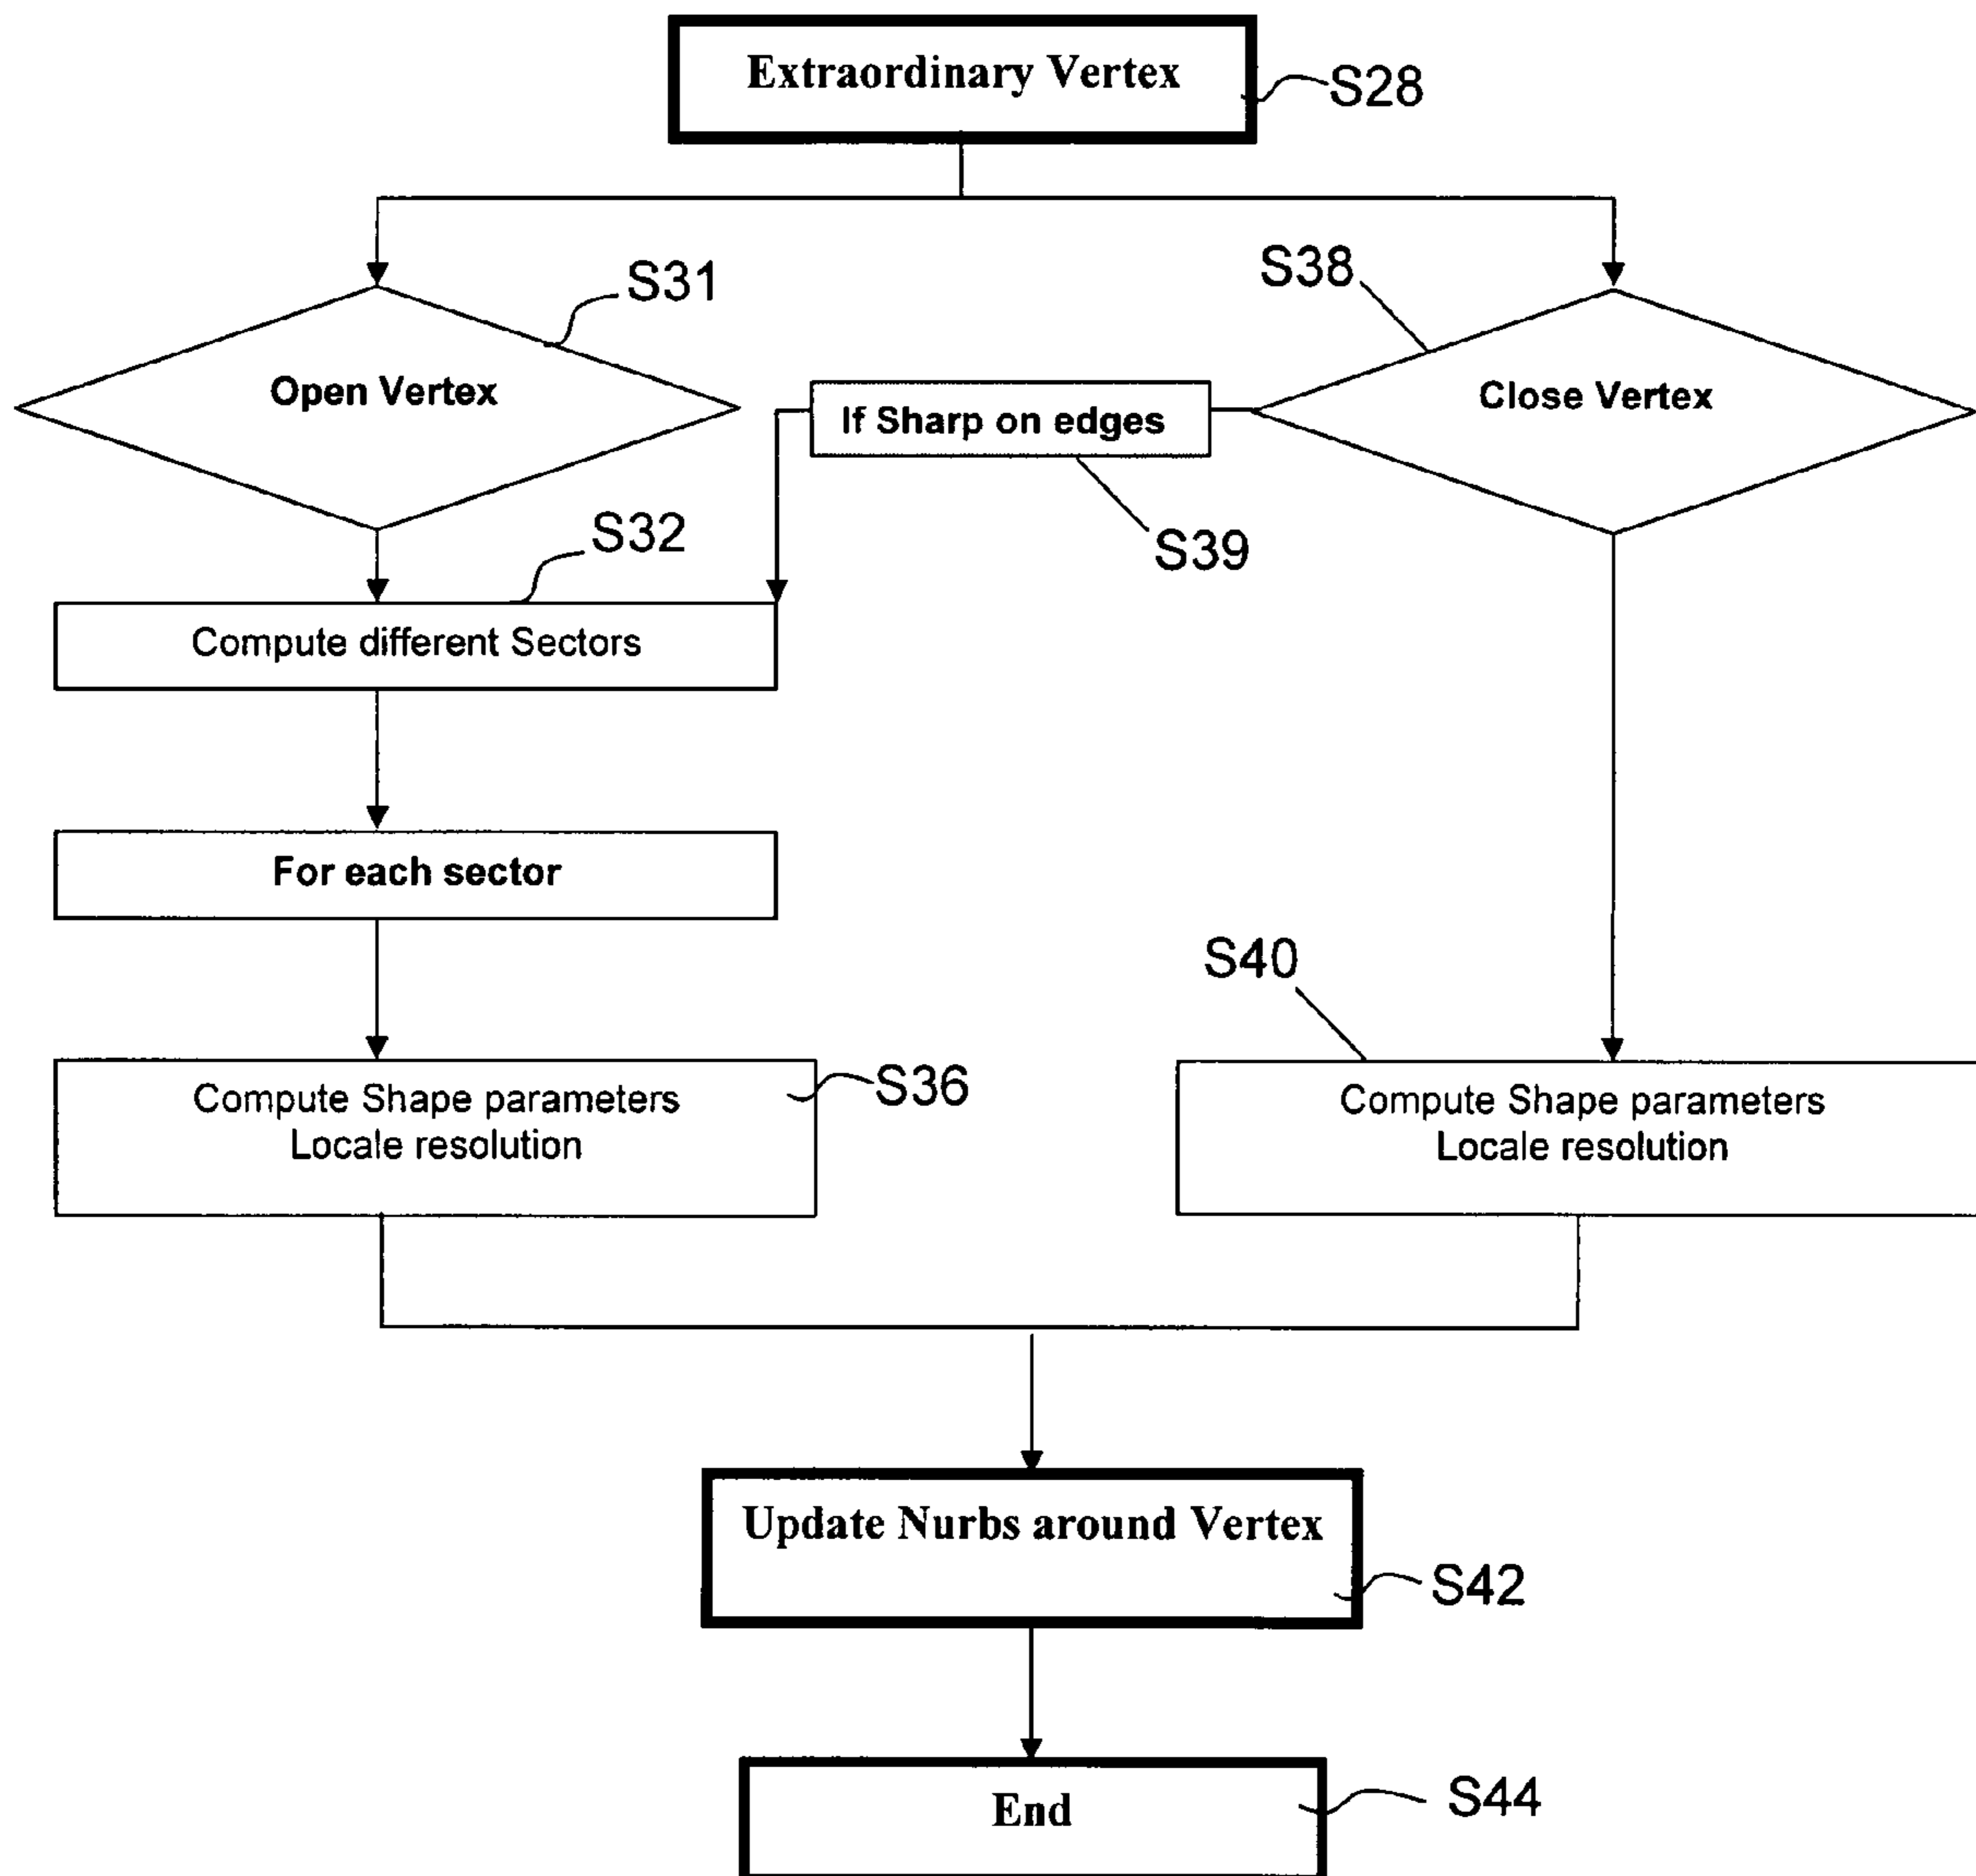 Extraordinary Vertex
S28
S31
S38
Open Vertex
If Sharp on edges
Close Vertex
S32
S39
Compute different Sectors
For each sector
S40
Compute Shape parameters
Locale resolution
S36
Compute Shape parameters
Locale resolution
Update Nurbs around Vertex
S42
End
S44